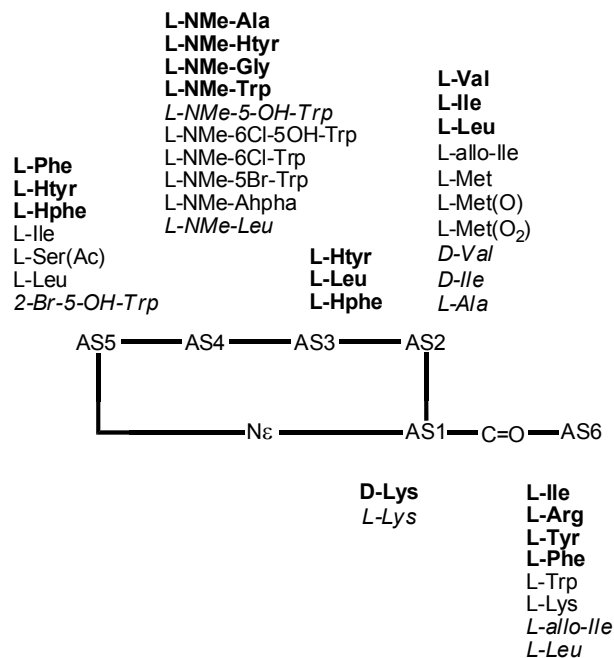 L-NMe-Ala
L-NMe-Htyr
L-NMe-Gly
L-NMe-Trp
L-NMe-5-OH-Trp
L-NMe-6Cl-5OH-Trp
L-NMe-6Cl-Trp
L-NMe-5Br-Trp
L-NMe-Ahpha
L-NMe-Leu
L-Val
L-Ile
L-Leu
L-allo-Ile
L-Met
L-Met(O)
L-Met(O₂)
D-Val
D-Ile
L-Ala
L-Phe
L-Htyr
L-Hphe
L-Ile
L-Ser(Ac)
L-Leu
2-Br-5-OH-Trp
L-Htyr
L-Leu
L-Hphe
AS5 AS4 AS3 AS2
Nε AS1 C=O AS6
D-Lys
L-Lys
L-Ile
L-Arg
L-Tyr
L-Phe
L-Trp
L-Lys
L-allo-Ile
L-Leu